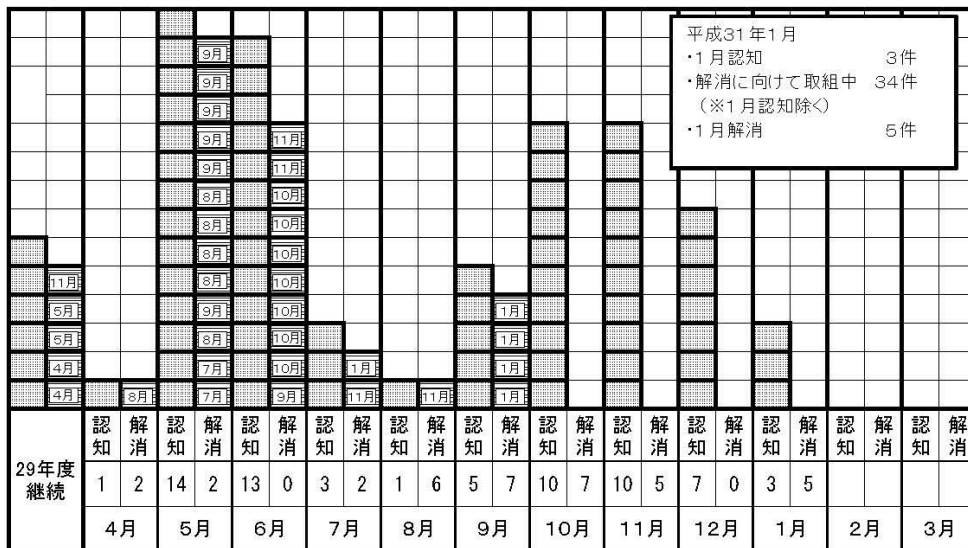 平成31年1月
・1月認知 3件
・解消に向けて取組中 34件
(※1月認知除く)
・1月解消 5件
9月
9月
9月
9月 11月
9月 11月
8月 10月
8月 10月
8月 10月
11月 8月 10月
5月 9月 10月 1月
5月 8月 10月 1月
4月 7月 10月 1月 1月
4月 8月 7月 9月 11月 11月 1月
認知 解消 認知 解消 認知 解消 認知 解消 認知 解消 認知 解消 認知 解消 認知 解消 認知 解消 認知 解消 認知 解消 認知 解消
29年度
継続
1 2 14 2 13 0 3 2 1 6 5 7 10 7 10 5 7 0 3 5
4月 5月 6月 7月 8月 9月 10月 11月 12月 1月 2月 3月